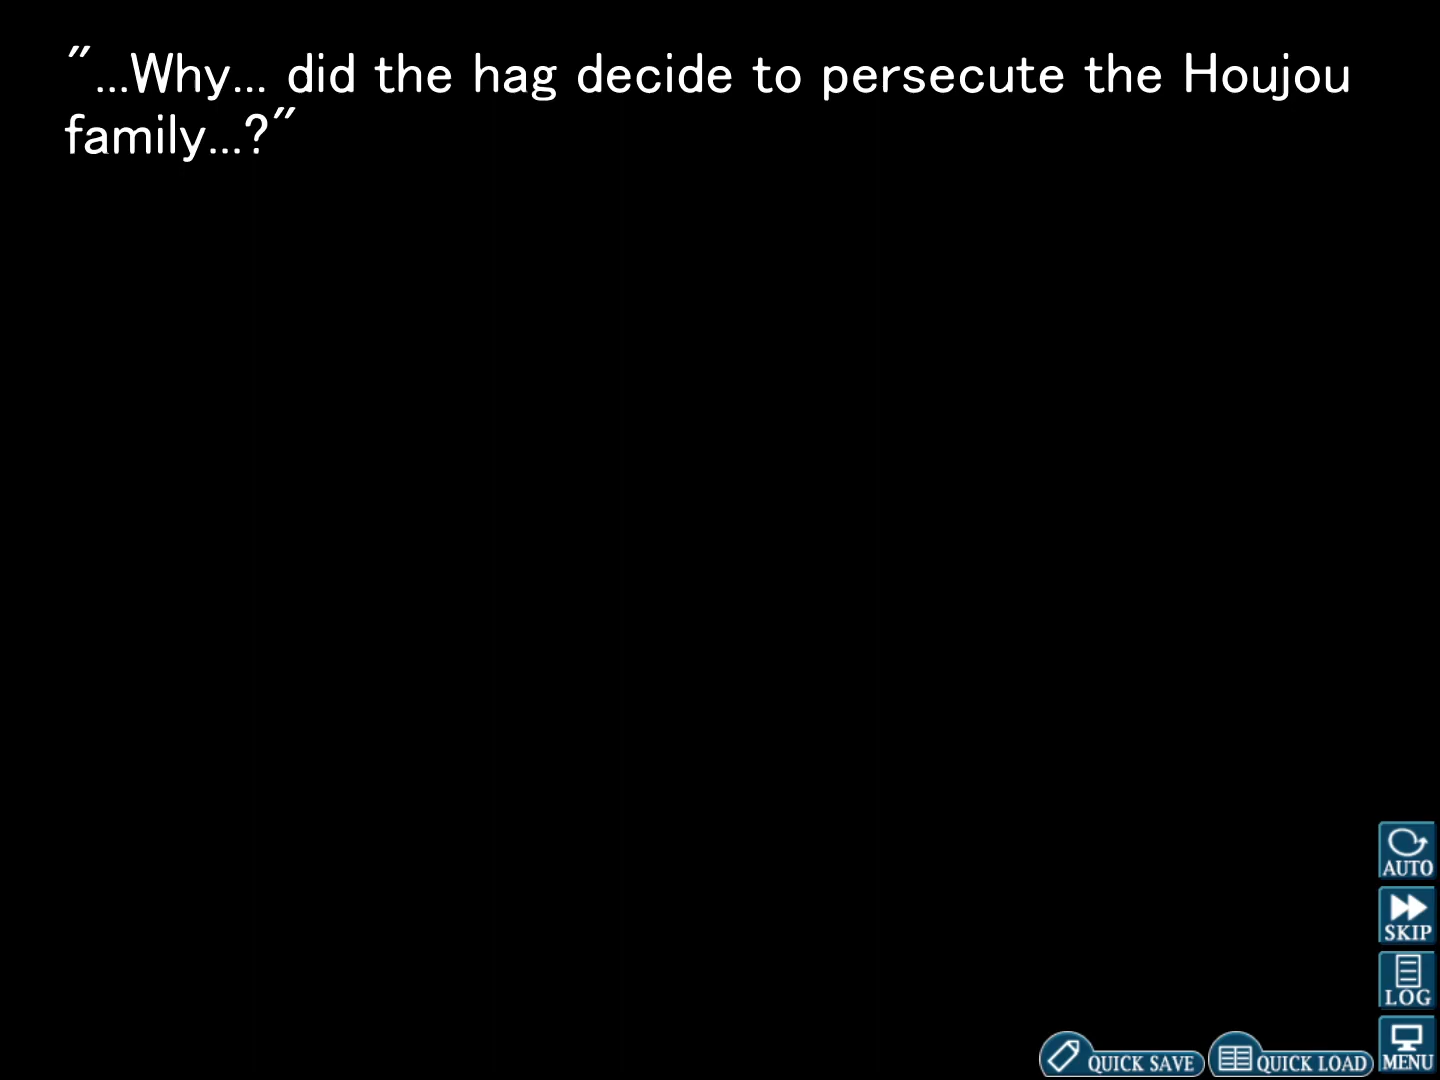 "...Why... did the hag decide to persecute the Houjou
family...?"
AUTO
SKIP
LOG
QUICK SAVE
QUICK LOAD
MENU